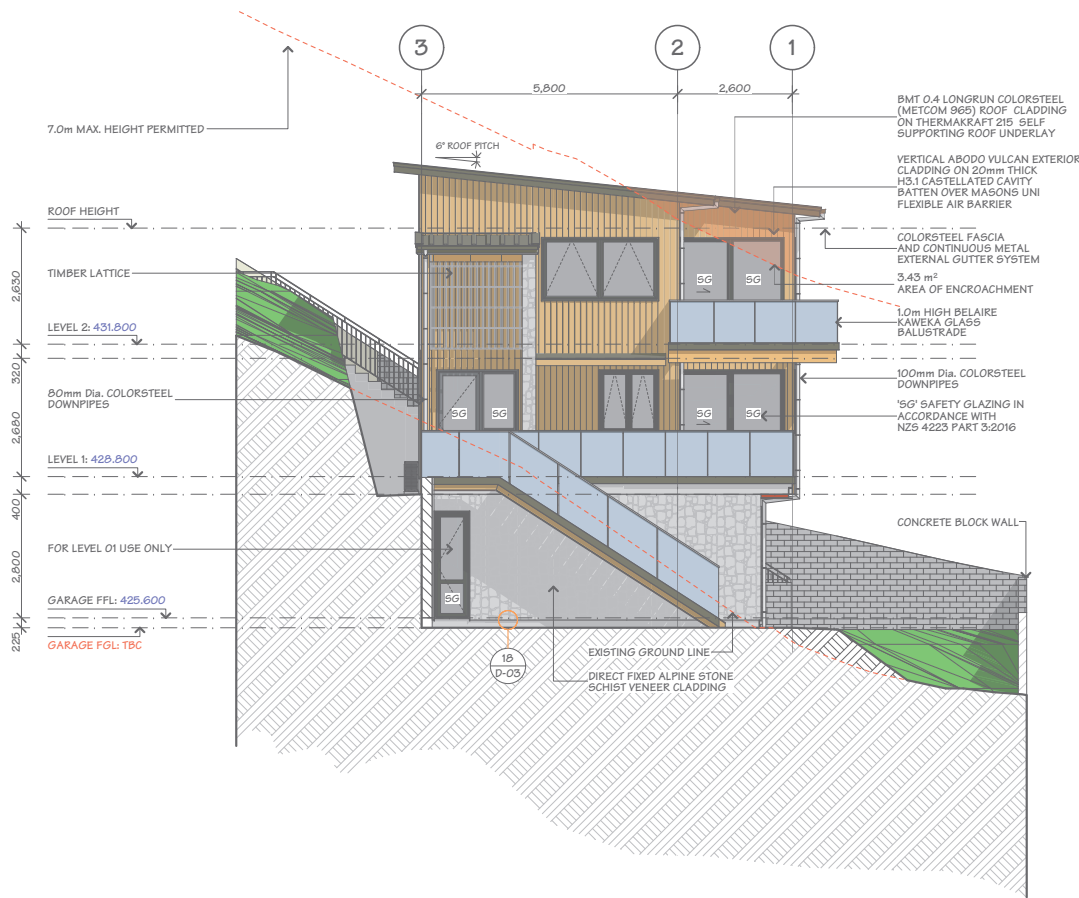 3
2
1
5,800
2,600
7.0m MAX. HEIGHT PERMITTED
6° ROOF PITCH
BMT 0.4 LONGRUN COLORSTEEL
(METCOM 965) ROOF CLADDING
ON THERMAKRAFT 215 SELF
SUPPORTING ROOF UNDERLAY
VERTICAL ABODO VULCAN EXTERIOR
CLADDING ON 20mm THICK
H3.1 CASTELLATED CAVITY
BATTEN OVER MASONS UNI
FLEXIBLE AIR BARRIER
ROOF HEIGHT
COLORSTEEL FASCIA
AND CONTINUOUS METAL
EXTERNAL GUTTER SYSTEM
TIMBER LATTICE
3.43 m²
AREA OF ENCROACHMENT
SG
SG
2,630
1.0m HIGH BELAIRE
KAWEKA GLASS
BALUSTRADE
LEVEL 2: 431.800
320
80mm Dia. COLORSTEEL
DOWNPIPES
100mm Dia. COLORSTEEL
DOWNPIPES
SG
SG
SG
SG
'SG' SAFETY GLAZING IN
ACCORDANCE WITH
NZS 4223 PART 3:2016
2,680
LEVEL 1: 428.800
400
CONCRETE BLOCK WALL
FOR LEVEL 01 USE ONLY
2,800
SG
GARAGE FFL: 425.600
225
GARAGE FGL: TBC
EXISTING GROUND LINE
18
D-03
DIRECT FIXED ALPINE STONE
SCHIST VENEER CLADDING